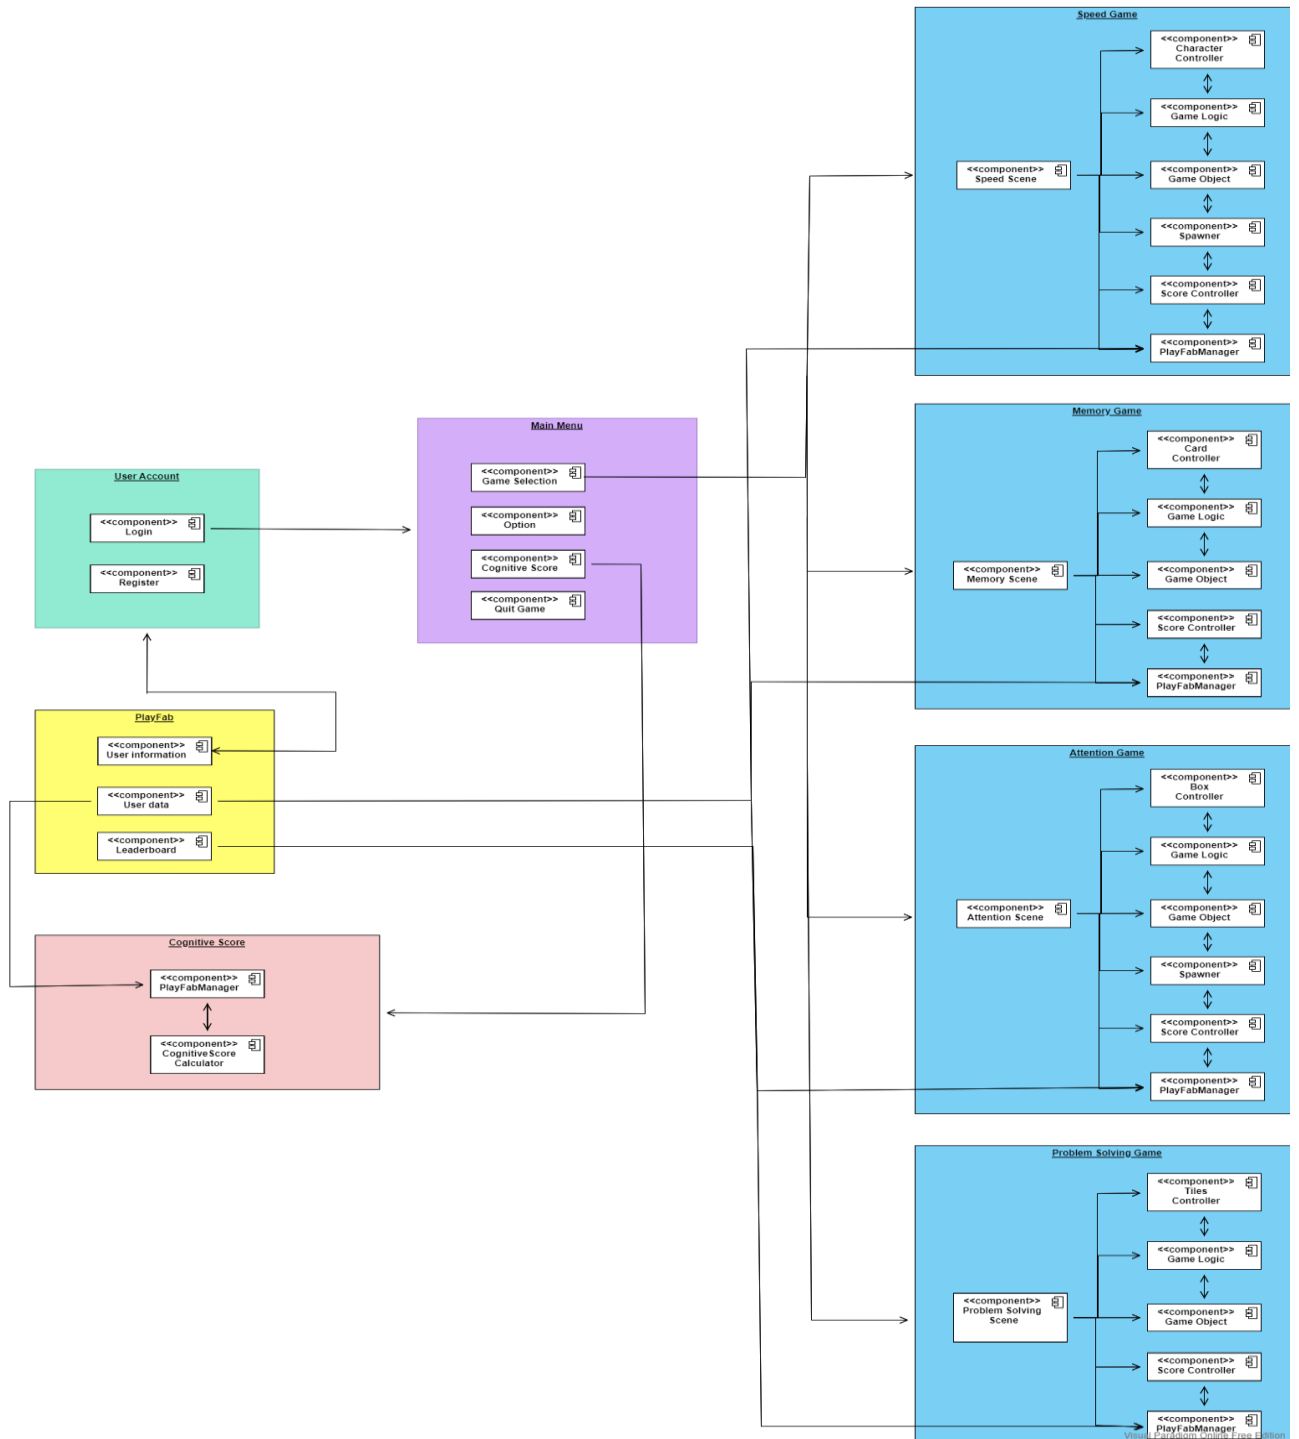 Speed Game
<<component>>
Character
Controller
<<component>>
Game Logic
<<component>>
Speed Scene
<<component>>
Game Object
<<component>>
Spawner
<<component>>
Score Controller
<<component>>
PlayFabManager
Memory Game
<<component>>
Card
Controller
<<component>>
Game Logic
<<component>>
Memory Scene
<<component>>
Game Object
<<component>>
Score Controller
<<component>>
PlayFabManager
Main Menu
<<component>>
Game Selection
<<component>>
Option
<<component>>
Cognitive Score
<<component>>
Quit Game
User Account
<<component>>
Login
<<component>>
Register
PlayFab
<<component>>
User information
<<component>>
User data
<<component>>
Leaderboard
Cognitive Score
<<component>>
PlayFabManager
<<component>>
CognitiveScore
Calculator
Attention Game
<<component>>
Box
Controller
<<component>>
Game Logic
<<component>>
Attention Scene
<<component>>
Game Object
<<component>>
Spawner
<<component>>
Score Controller
<<component>>
PlayFabManager
Problem Solving Game
<<component>>
Tiles
Controller
<<component>>
Game Logic
<<component>>
Problem Solving
Scene
<<component>>
Game Object
<<component>>
Score Controller
<<component>>
PlayFabManager
Visual Paradigm Online Free Edition